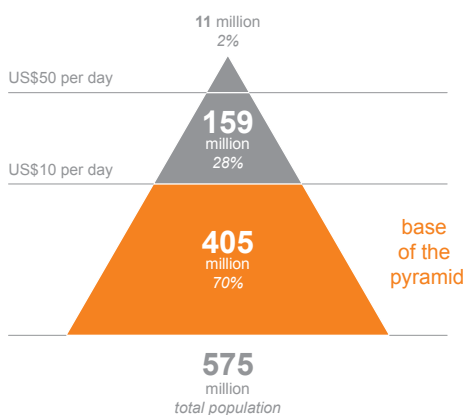 11 million
2%
US$50 per day
159
million
28%
US$10 per day
405
million
70%
base
of the
pyramid
575
million
total population